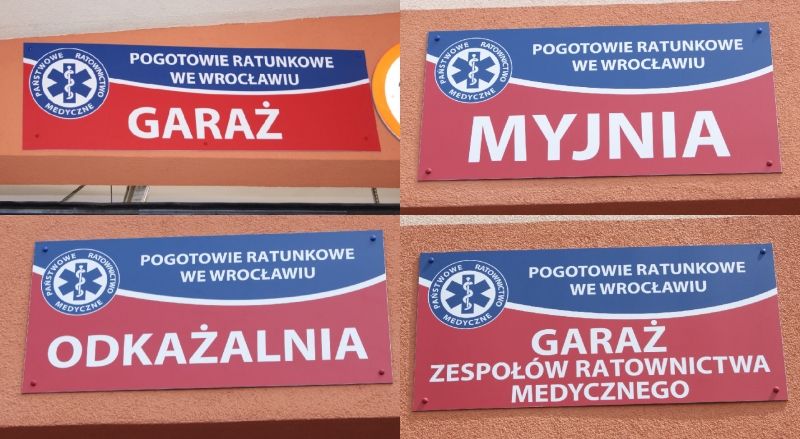 PAŃSTWOWE RATOWNICTWO MEDYCZNE
POGOTOWIE RATUNKOWE
WE WROCŁAWIU
GARAŻ
PAŃSTWOWE RATOWNICTWO MEDYCZNE
POGOTOWIE RATUNKOWE
WE WROCŁAWIU
MYJNIA
PAŃSTWOWE RATOWNICTWO MEDYCZNE
POGOTOWIE RATUNKOWE
WE WROCŁAWIU
ODKAŻALNIA
PAŃSTWOWE RATOWNICTWO MEDYCZNE
POGOTOWIE RATUNKOWE
WE WROCŁAWIU
GARAŻ
ZESPOŁÓW RATOWNICTWA
MEDYCZNEGO